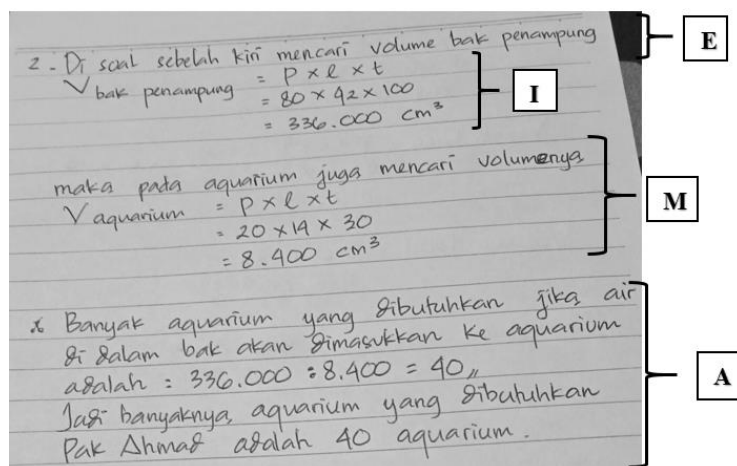 2. Di soal sebelah kiri mencari volume bak penampung
E
V bak penampung = p x l x t
= 80 x 42 x 100
I
= 336.000 cm³
maka pada aquarium juga mencari volumenya
V aquarium = p x l x t
M
= 20 x 14 x 30
= 8.400 cm³
Banyak aquarium yang dibutuhkan jika air
di dalam bak akan dimasukkan ke aquarium
adalah : 336.000 : 8.400 = 40,,
A
Jadi banyaknya aquarium yang dibutuhkan
Pak Ahmad adalah 40 aquarium.